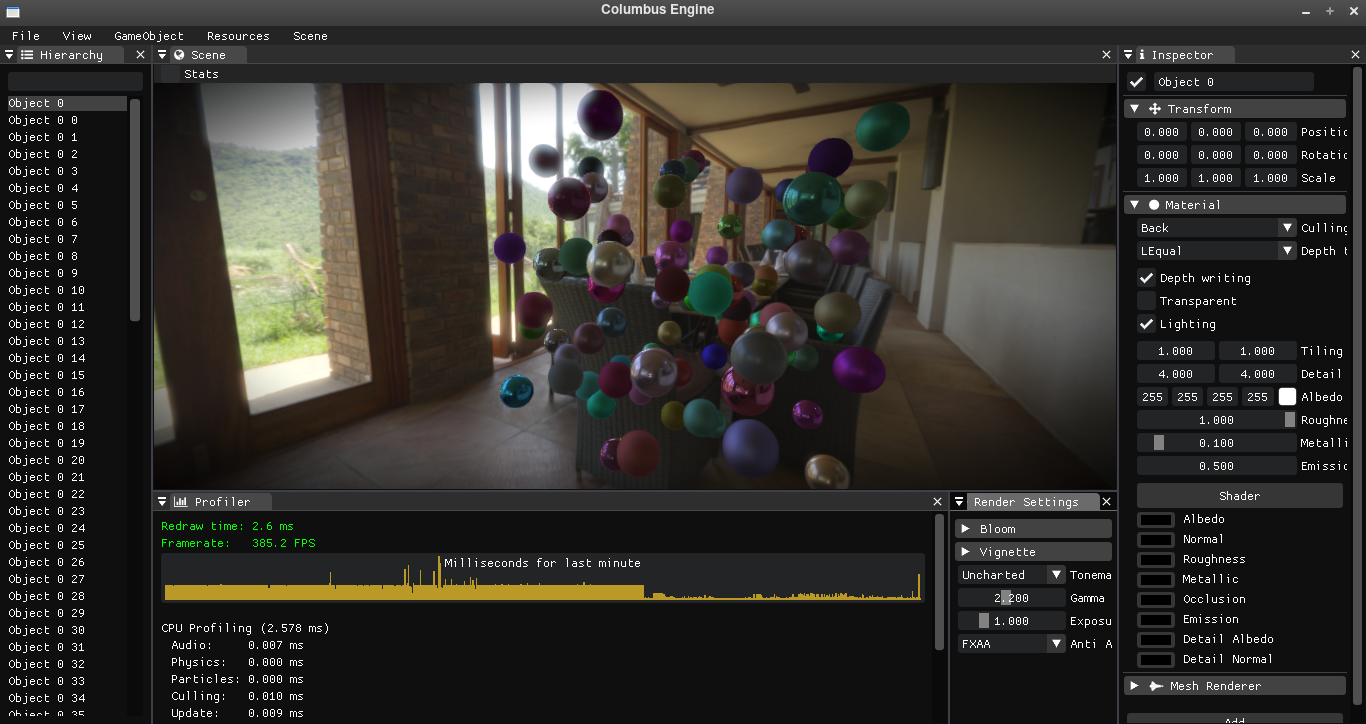 Columbus Engine
File View GameObject Resources Scene
Hierarchy
Object 0
Object 0 0
Object 0 1
Object 0 2
Object 0 3
Object 0 4
Object 0 5
Object 0 6
Object 0 7
Object 0 8
Object 0 9
Object 0 10
Object 0 11
Object 0 12
Object 0 13
Object 0 14
Object 0 15
Object 0 16
Object 0 17
Object 0 18
Object 0 19
Object 0 20
Object 0 21
Object 0 22
Object 0 23
Object 0 24
Object 0 25
Object 0 26
Object 0 27
Object 0 28
Object 0 29
Object 0 30
Object 0 31
Object 0 32
Object 0 33
Object 0 34
Object 0 35
Scene
Stats
Profiler
Redraw time: 2.6 ms
Framerate: 385.2 FPS
Milliseconds for last minute
CPU Profiling (2.578 ms)
Audio: 0.007 ms
Physics: 0.000 ms
Particles: 0.000 ms
Culling: 0.010 ms
Update: 0.009 ms
Render Settings
Bloom
Vignette
Uncharted Tonema
2.200 Gamma
1.000 Exposu
FXAA Anti A
Inspector
Object 0
Transform
0.000 0.000 0.000 Positic
0.000 0.000 0.000 Rotatic
1.000 1.000 1.000 Scale
Material
Back Culling
LEqual Depth t
Depth writing
Transparent
Lighting
1.000 1.000 Tiling
4.000 4.000 Detail
255 255 255 255 Albedo
1.000 Roughne
0.100 Metalli
0.500 Emissic
Shader
Albedo
Normal
Roughness
Metallic
Occlusion
Emission
Detail Albedo
Detail Normal
Mesh Renderer
Add